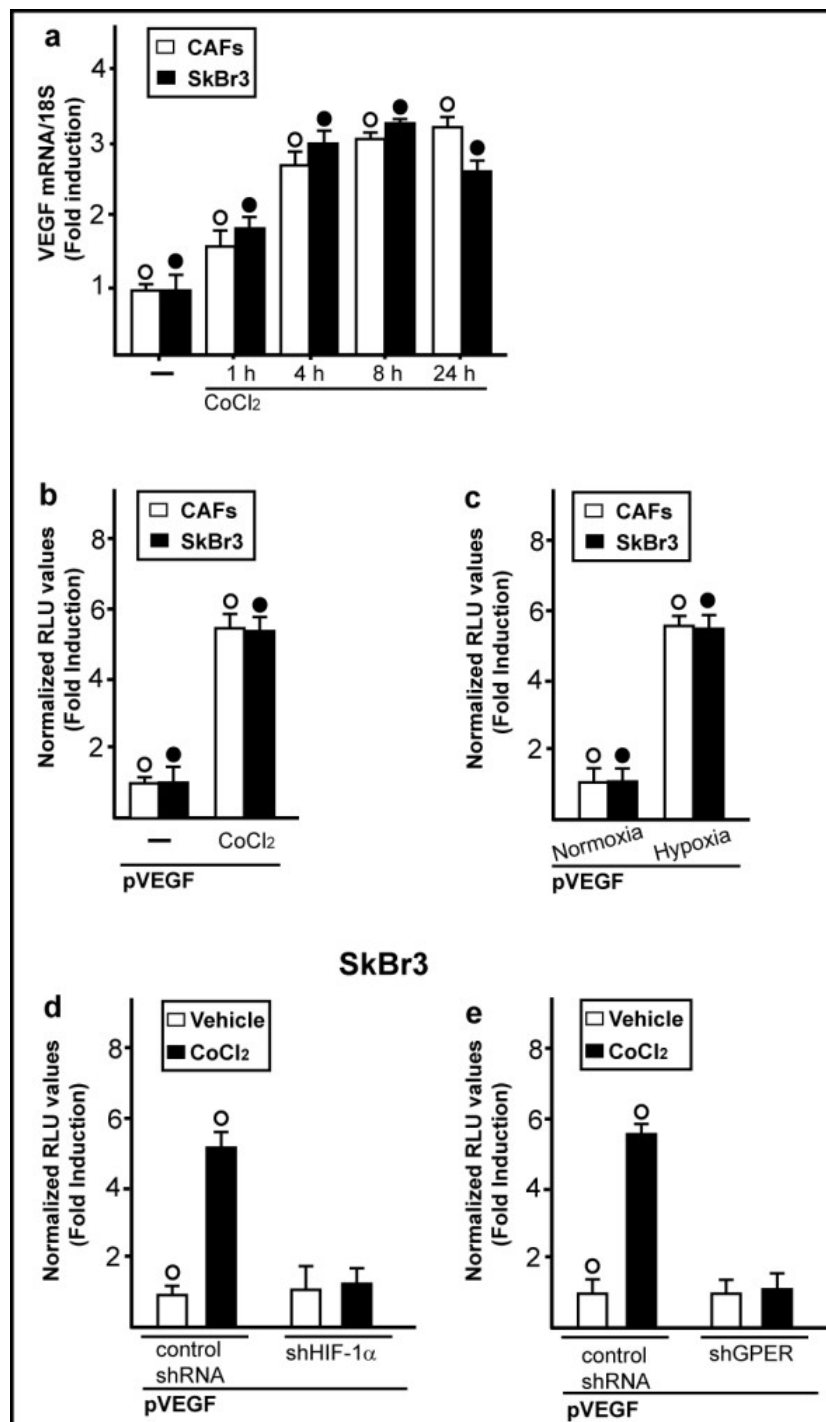 a
CAFs
SkBr3
VEGF mRNA/18S
(Fold induction)
4
3
2
1
— 1 h 4 h 8 h 24 h
CoCl2
b
CAFs
SkBr3
Normalized RLU values
(Fold Induction)
8
6
4
2
— CoCl2
pVEGF
c
CAFs
SkBr3
Normalized RLU values
(Fold Induction)
8
6
4
2
Normoxia Hypoxia
pVEGF
SkBr3
d
Vehicle
CoCl2
Normalized RLU values
(Fold Induction)
8
6
4
2
control shHIF-1α
shRNA
pVEGF
e
Vehicle
CoCl2
Normalized RLU values
(Fold Induction)
8
6
4
2
control shGPER
shRNA
pVEGF